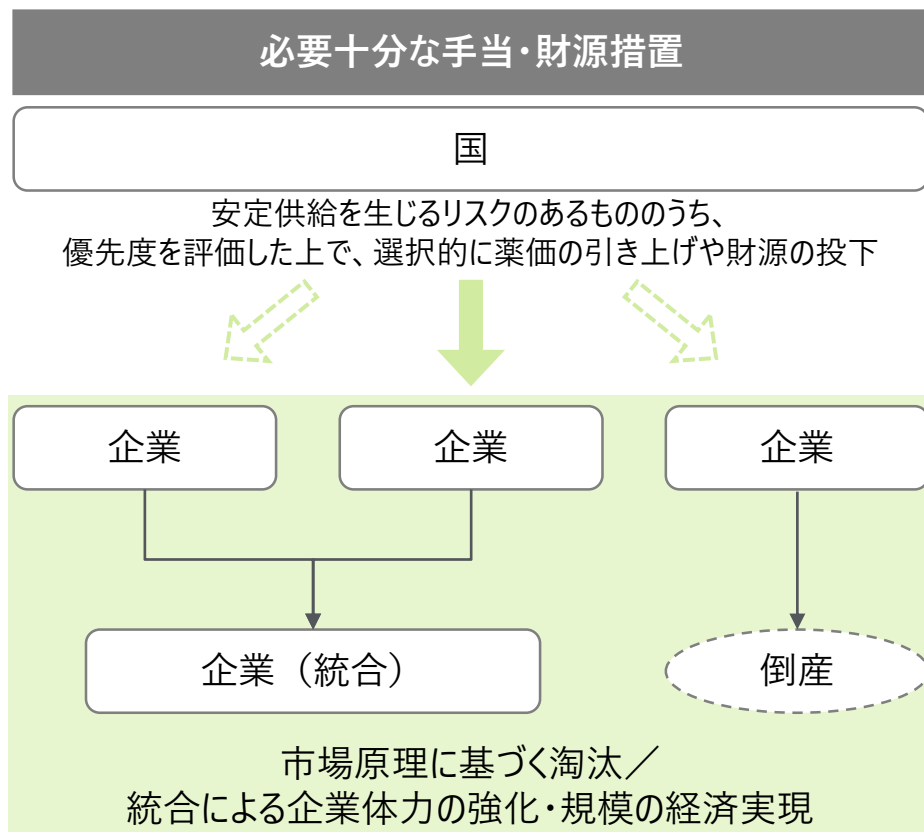 必要十分な手当・財源措置
国
安定供給を生じるリスクのあるもののうち、
優先度を評価した上で、選択的に薬価の引き上げや財源の投下
企業
企業
企業
企業（統合）
倒産
市場原理に基づく淘汰／
統合による企業体力の強化・規模の経済実現